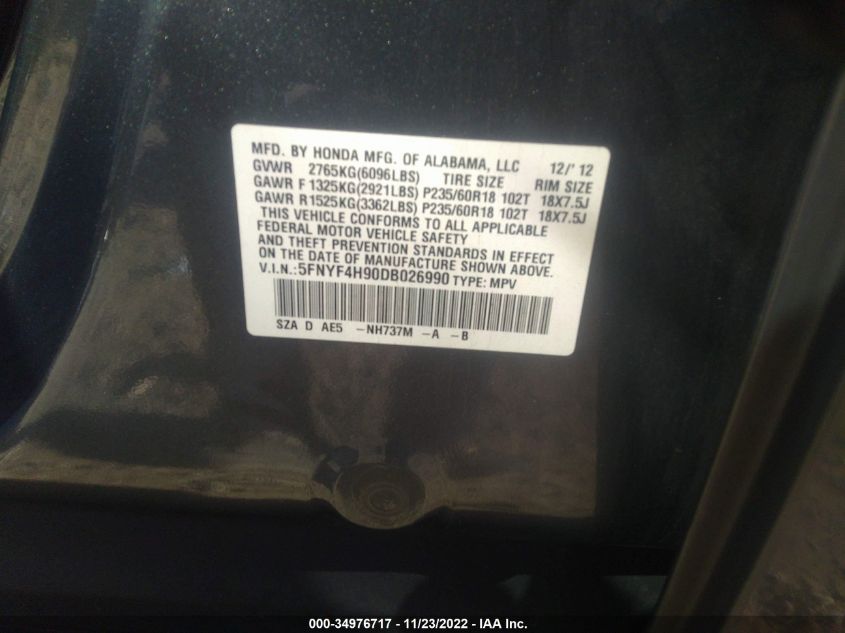 MFD. BY HONDA MFG. OF ALABAMA, LLC 12/'12
GVWR 2765KG(6096LBS) TIRE SIZE RIM SIZE
GAWR F 1325KG(2921LBS) P235/60R18 102T 18X7.5J
GAWR R1525KG(3362LBS) P235/60R18 102T 18X7.5J
THIS VEHICLE CONFORMS TO ALL APPLICABLE
FEDERAL MOTOR VEHICLE SAFETY
AND THEFT PREVENTION STANDARDS IN EFFECT
ON THE DATE OF MANUFACTURE SHOWN ABOVE.
V.I.N.:5FNYF4H90DB026990 TYPE: MPV
SZA D AE5 -NH737M -A -B
000-34976717 - 11/23/2022 - IAA Inc.